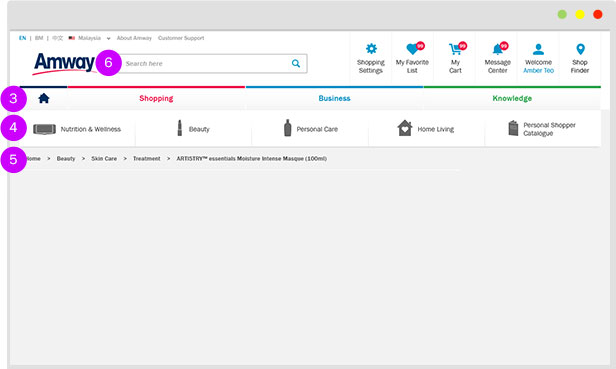 EN | BM | 中文 Malaysia About Amway Customer Support
Amway
6
Search here
99
99
99
Shopping Settings
My Favorite List
My Cart
Message Center
Welcome Amber Teo
Shop Finder
3
Shopping Business Knowledge
4
Nutrition & Wellness
Beauty
Personal Care
Home Living
Personal Shopper Catalogue
5
Home > Beauty > Skin Care > Treatment > ARTISTRY™ essentials Moisture Intense Masque (100ml)